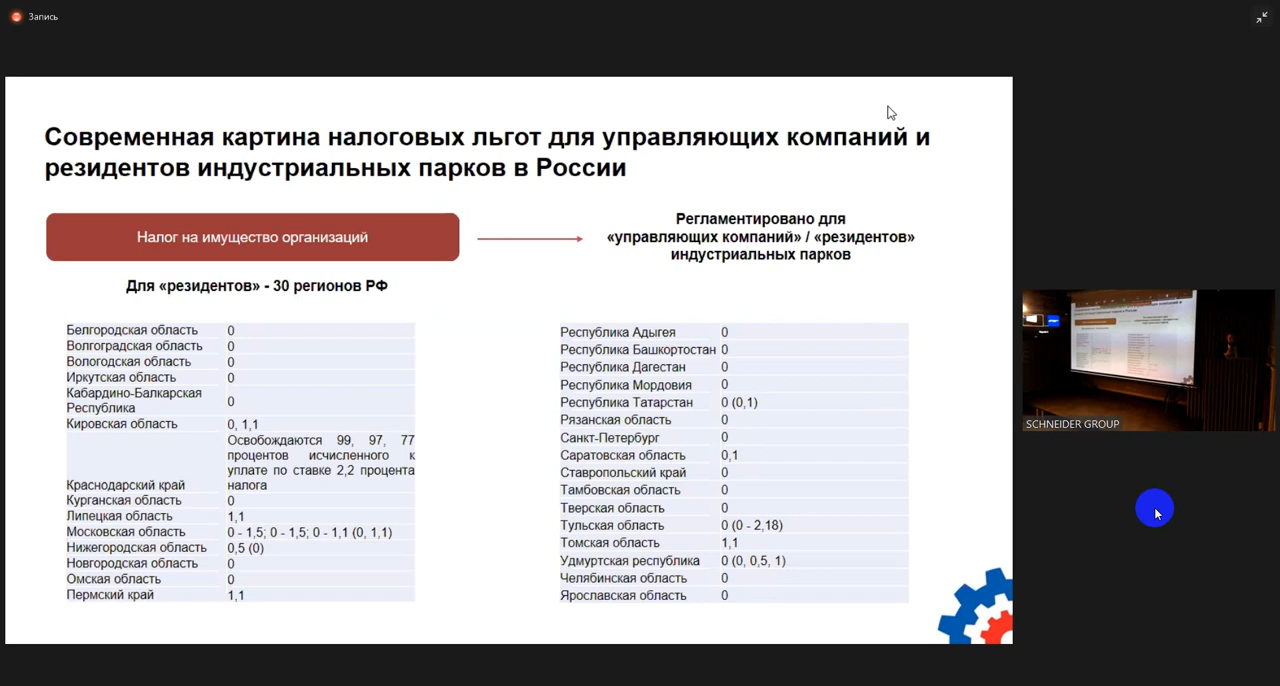 Запись
Современная картина налоговых льгот для управляющих компаний и
резидентов индустриальных парков в России
Налог на имущество организаций
Регламентировано для
«управляющих компаний» / «резидентов»
индустриальных парков
Для «резидентов» - 30 регионов РФ
Белгородская область 0
Волгоградская область 0
Вологодская область 0
Иркутская область 0
Кабардино-Балкарская
Республика 0
Кировская область 0, 1,1
Освобождаются 99, 97, 77
процентов исчисленного к
уплате по ставке 2,2 процента
Краснодарский край налога
Курганская область 0
Липецкая область 1,1
Московская область 0 - 1,5; 0 - 1,5; 0 - 1,1 (0, 1,1)
Нижегородская область 0,5 (0)
Новгородская область 0
Омская область 0
Пермский край 1,1
Республика Адыгея 0
Республика Башкортостан 0
Республика Дагестан 0
Республика Мордовия 0
Республика Татарстан 0 (0,1)
Рязанская область 0
Санкт-Петербург 0
Саратовская область 0,1
Ставропольский край 0
Тамбовская область 0
Тверская область 0
Тульская область 0 (0 - 2,18)
Томская область 1,1
Удмуртская республика 0 (0, 0,5, 1)
Челябинская область 0
Ярославская область 0
SCHNEIDER GROUP